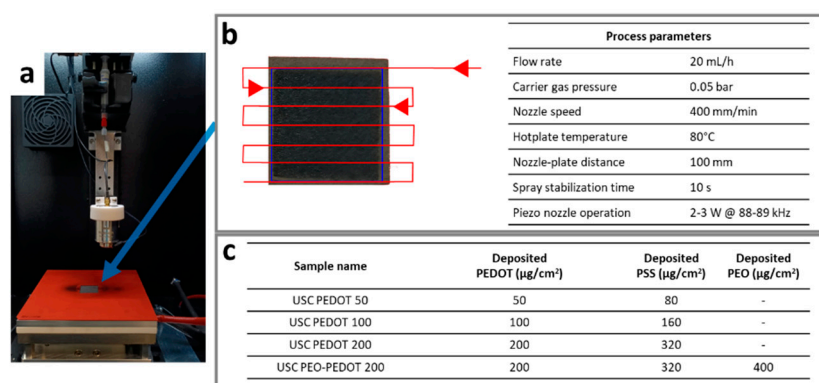 a
b
Process parameters
Flow rate 20 mL/h
Carrier gas pressure 0.05 bar
Nozzle speed 400 mm/min
Hotplate temperature 80°C
Nozzle-plate distance 100 mm
Spray stabilization time 10 s
Piezo nozzle operation 2-3 W @ 88-89 kHz
c
Sample name Deposited PEDOT (µg/cm²) Deposited PSS (µg/cm²) Deposited PEO (µg/cm²)
USC PEDOT 50 50 80 -
USC PEDOT 100 100 160 -
USC PEDOT 200 200 320 -
USC PEO-PEDOT 200 200 320 400